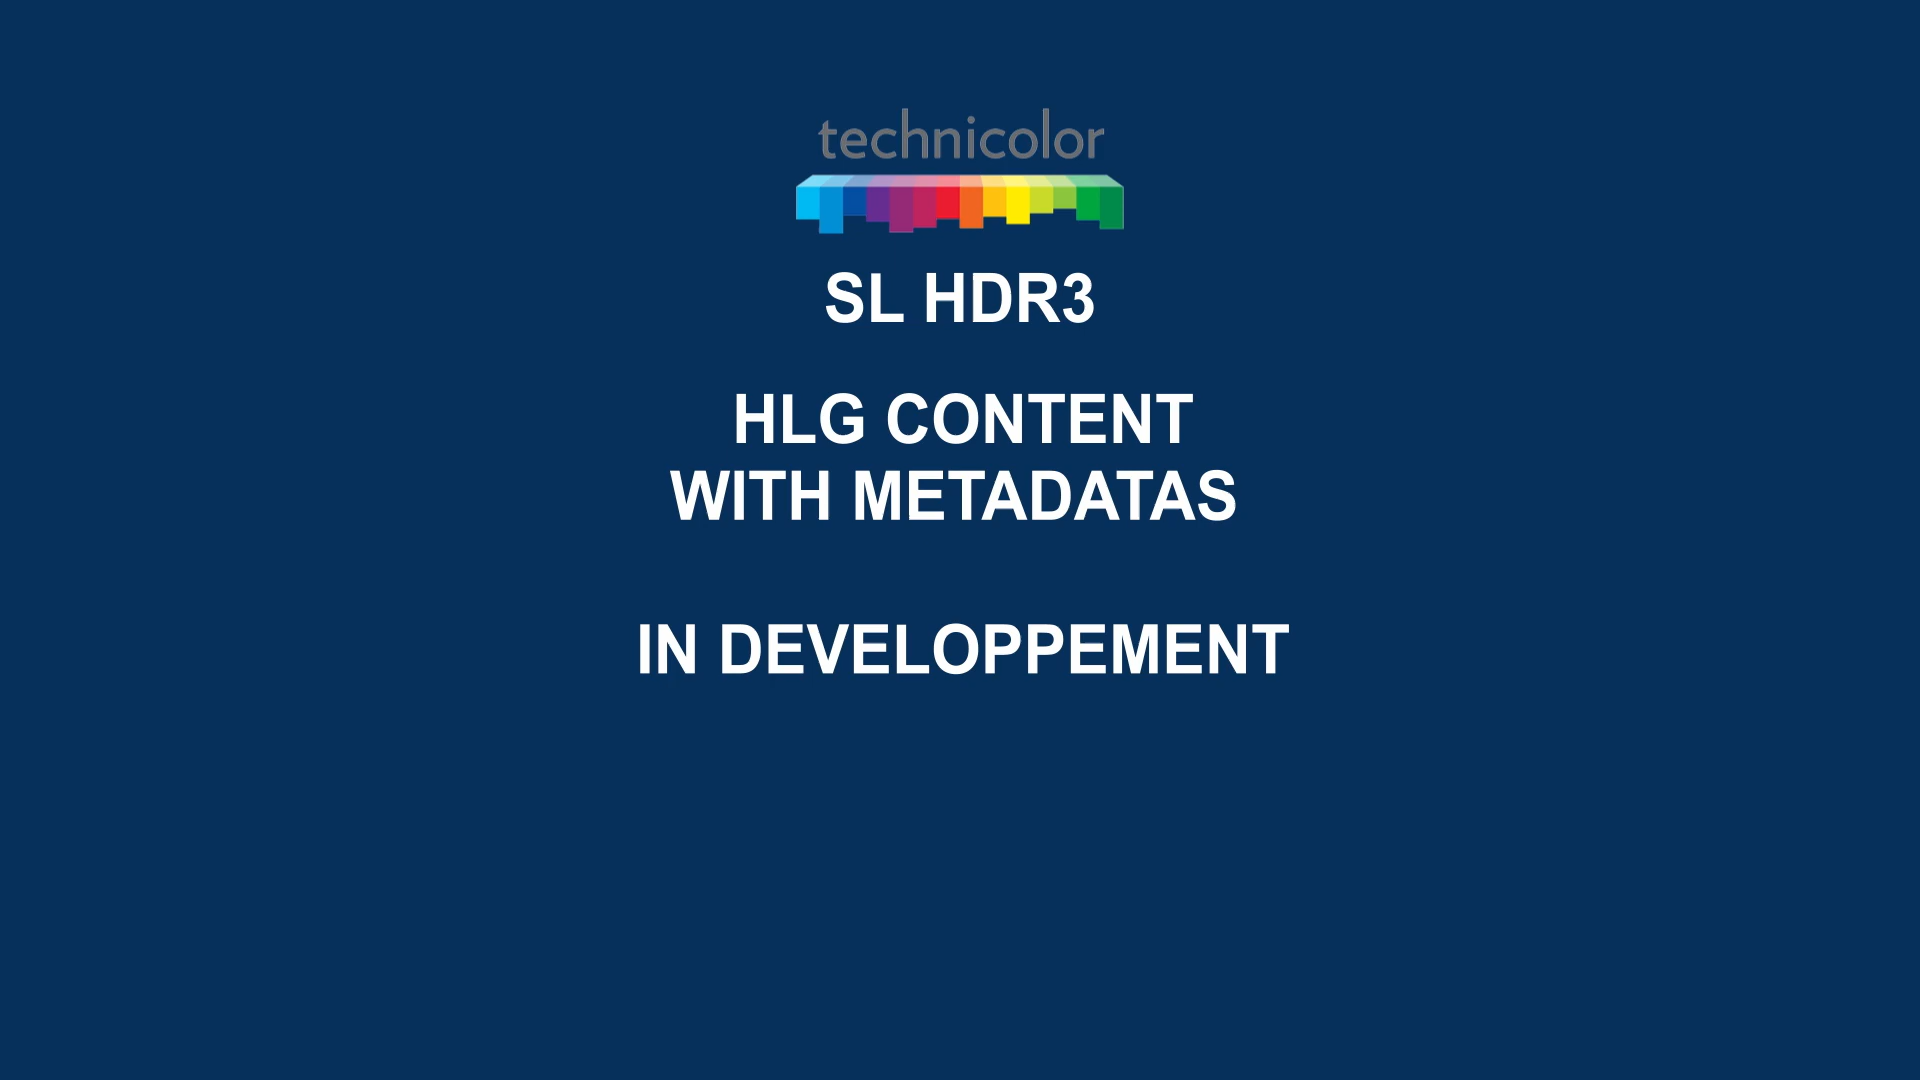 technicolor
SL HDR3
HLG CONTENT
WITH METADATAS
IN DEVELOPPEMENT